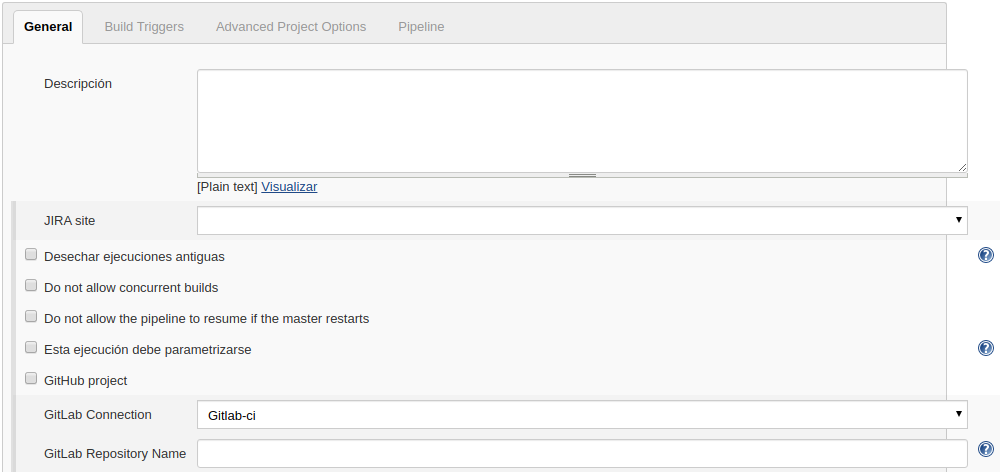 General Build Triggers Advanced Project Options Pipeline
Descripción
[Plain text] Visualizar
JIRA site
Desechar ejecuciones antiguas
Do not allow concurrent builds
Do not allow the pipeline to resume if the master restarts
Esta ejecución debe parametrizarse
GitHub project
GitLab Connection Gitlab-ci
GitLab Repository Name